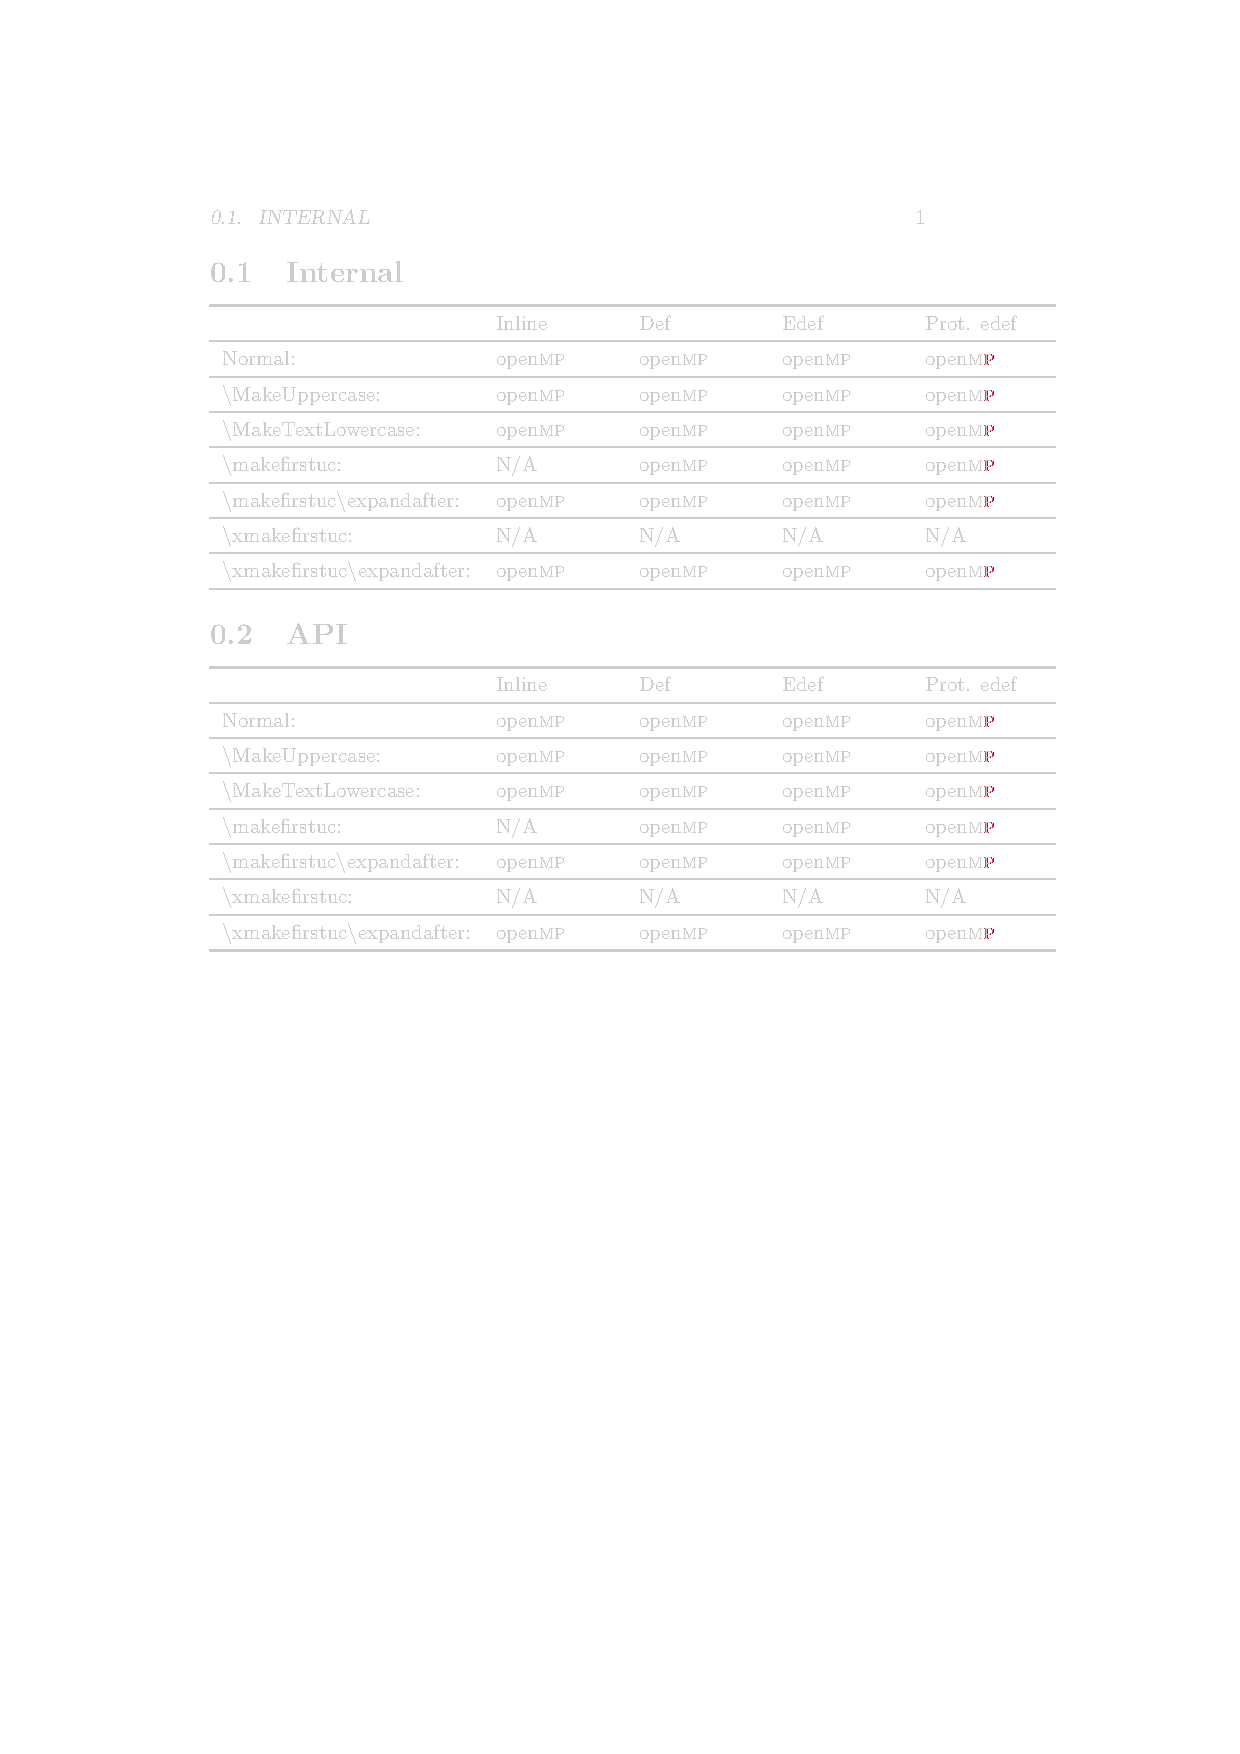 0.1. INTERNAL 1
0.1 Internal
Inline Def Edef Prot. edef
Normal: openMP openMP openMP openMP
\MakeUppercase: openMP openMP openMP openMP
\MakeTextLowercase: openMP openMP openMP openMP
\makefirstuc: N/A openMP openMP openMP
\makefirstuc\expandafter: openMP openMP openMP openMP
\xmakefirstuc: N/A N/A N/A N/A
\xmakefirstuc\expandafter: openMP openMP openMP openMP
0.2 API
Inline Def Edef Prot. edef
Normal: openMP openMP openMP openMP
\MakeUppercase: openMP openMP openMP openMP
\MakeTextLowercase: openMP openMP openMP openMP
\makefirstuc: N/A openMP openMP openMP
\makefirstuc\expandafter: openMP openMP openMP openMP
\xmakefirstuc: N/A N/A N/A N/A
\xmakefirstuc\expandafter: openMP openMP openMP openMP